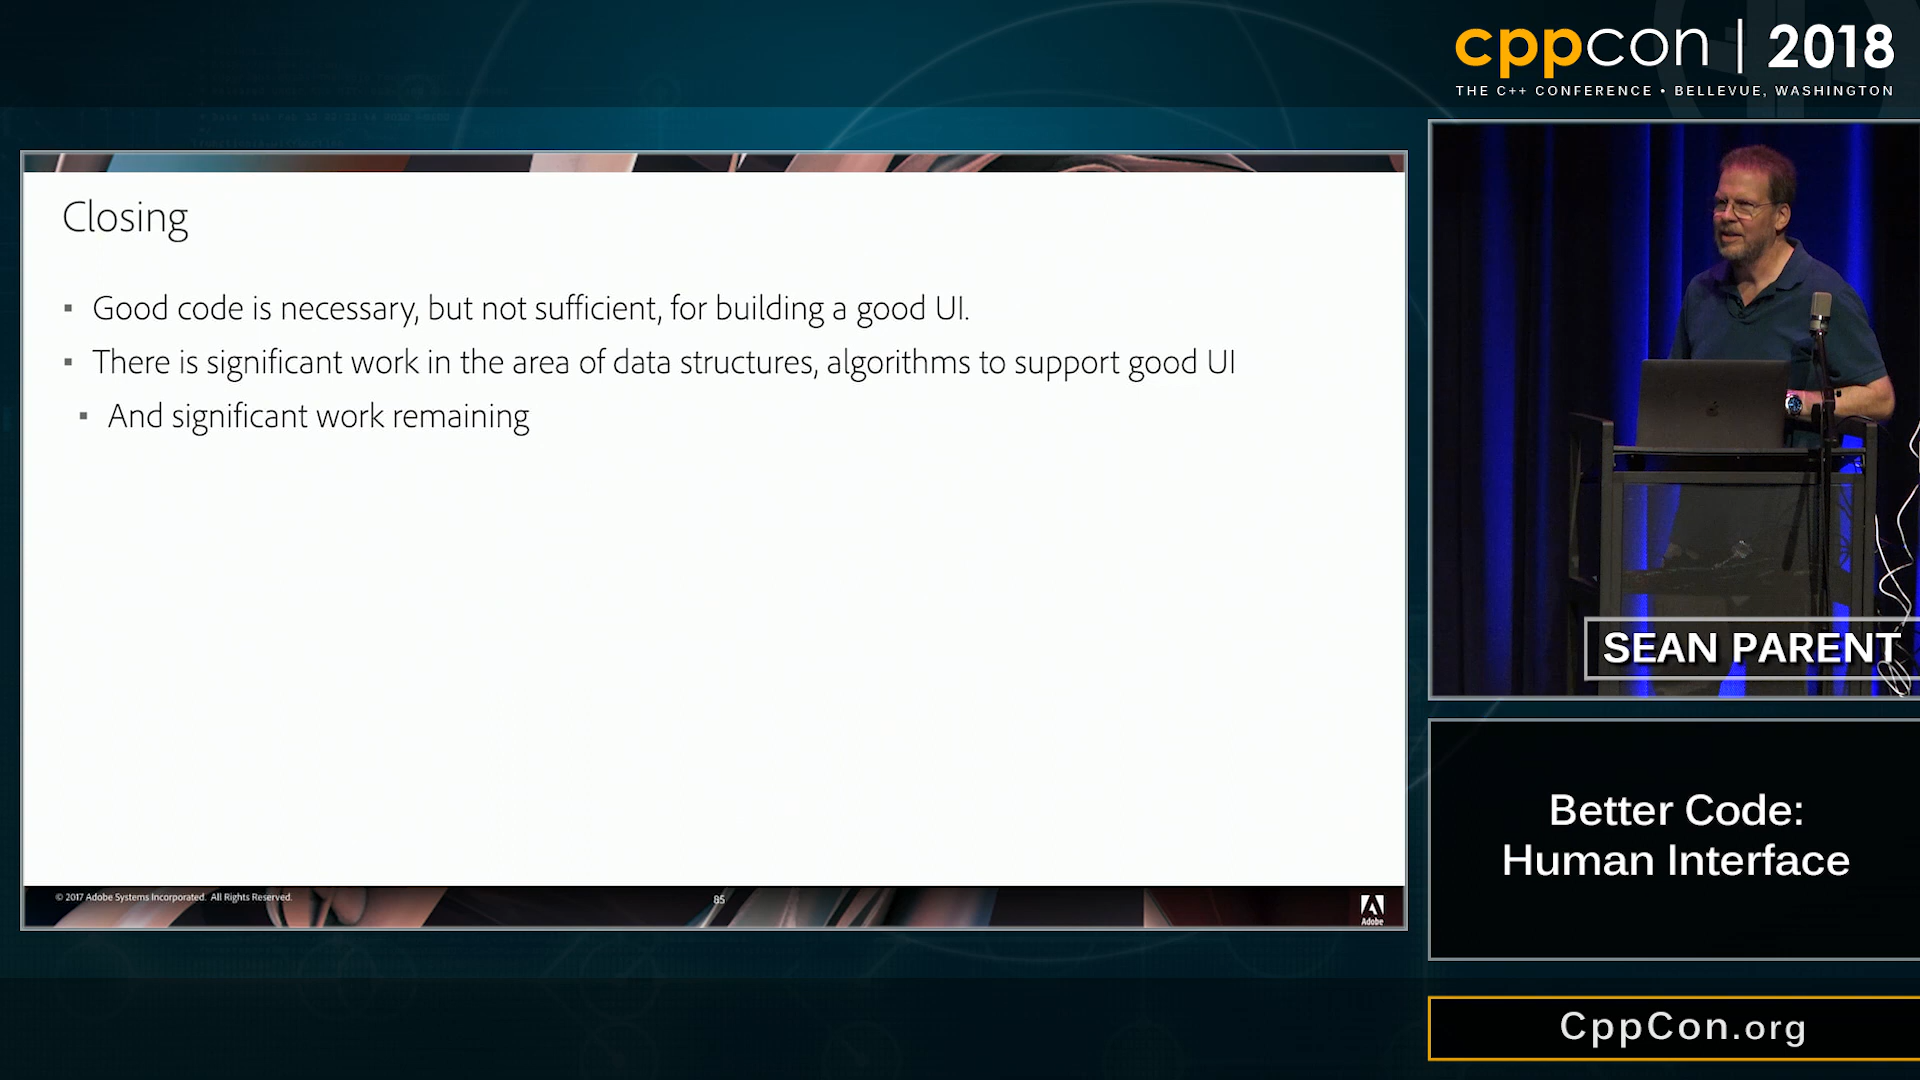 cppcon | 2018
THE C++ CONFERENCE • BELLEVUE, WASHINGTON
Closing
▪ Good code is necessary, but not sufficient, for building a good UI.
▪ There is significant work in the area of data structures, algorithms to support good UI
▪ And significant work remaining
© 2017 Adobe Systems Incorporated. All Rights Reserved.
85
Adobe
SEAN PARENT
Better Code:
Human Interface
CppCon.org